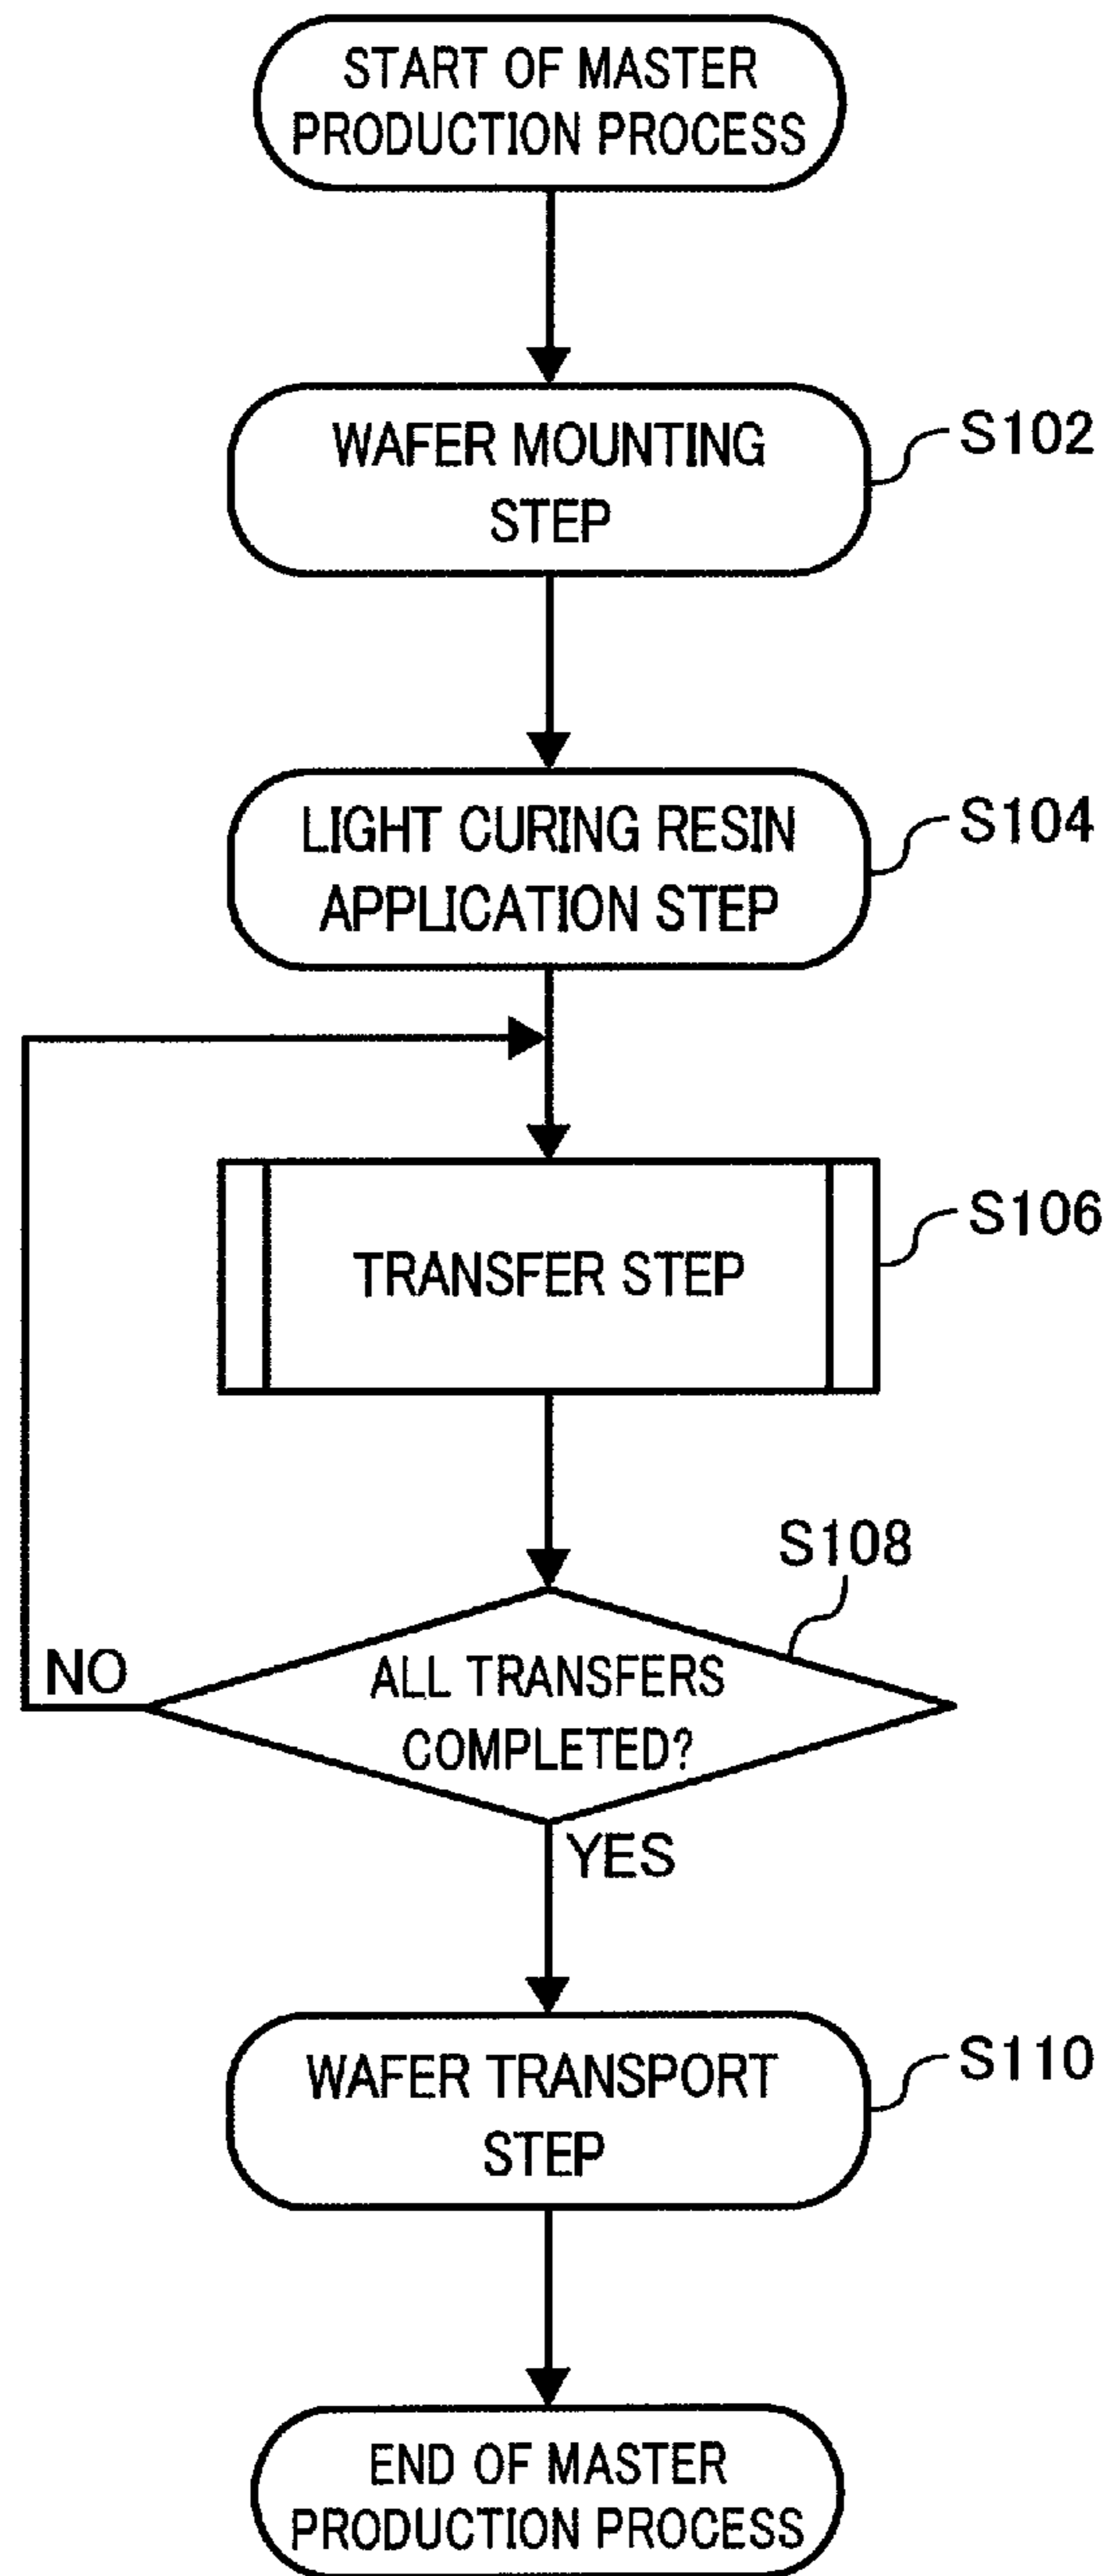 START OF MASTER
PRODUCTION PROCESS
WAFER MOUNTING
STEP
S102
LIGHT CURING RESIN
APPLICATION STEP
S104
TRANSFER STEP
S106
S108
ALL TRANSFERS
COMPLETED?
NO
YES
WAFER TRANSPORT
STEP
S110
END OF MASTER
PRODUCTION PROCESS